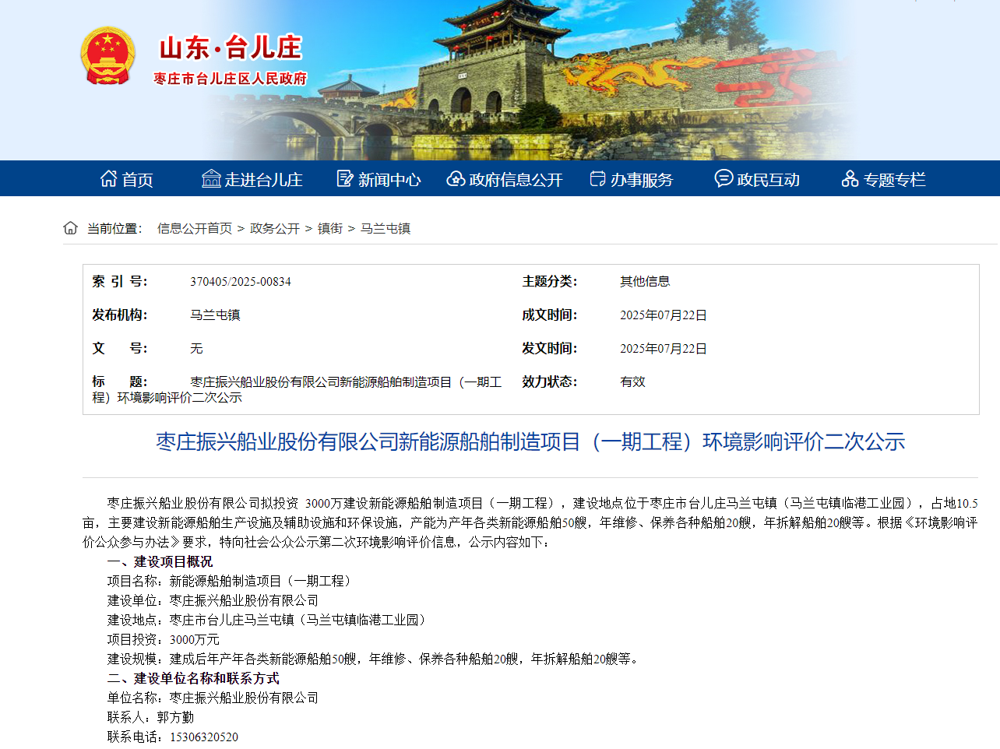 山东·台儿庄
枣庄市台儿庄区人民政府
首页 走进台儿庄 新闻中心 政府信息公开 办事服务 政民互动 专题专栏
当前位置： 信息公开首页 > 政务公开 > 镇街 > 马兰屯镇
索 引 号： 370405/2025-00834 主题分类： 其他信息
发布机构： 马兰屯镇 成文时间： 2025年07月22日
文 号： 无 发文时间： 2025年07月22日
标 题： 枣庄振兴船业股份有限公司新能源船舶制造项目（一期工 效力状态： 有效
程）环境影响评价二次公示
枣庄振兴船业股份有限公司新能源船舶制造项目（一期工程）环境影响评价二次公示
枣庄振兴船业股份有限公司拟投资 3000万建设新能源船舶制造项目（一期工程），建设地点位于枣庄市台儿庄马兰屯镇（马兰屯镇临港工业园），占地10.5
亩，主要建设新能源船舶生产设施及辅助设施和环保设施，产能为产年各类新能源船舶50艘，年维修、保养各种船舶20艘，年拆解船舶20艘等。根据《环境影响评
价公众参与办法》要求，特向社会公众公示第二次环境影响评价信息，公示内容如下：
一、建设项目概况
项目名称：新能源船舶制造项目（一期工程）
建设单位：枣庄振兴船业股份有限公司
建设地点：枣庄市台儿庄马兰屯镇（马兰屯镇临港工业园）
项目投资：3000万元
建设规模：建成后年产年各类新能源船舶50艘，年维修、保养各种船舶20艘，年拆解船舶20艘等。
二、建设单位名称和联系方式
单位名称：枣庄振兴船业股份有限公司
联系人：郭方勤
联系电话：15306320520